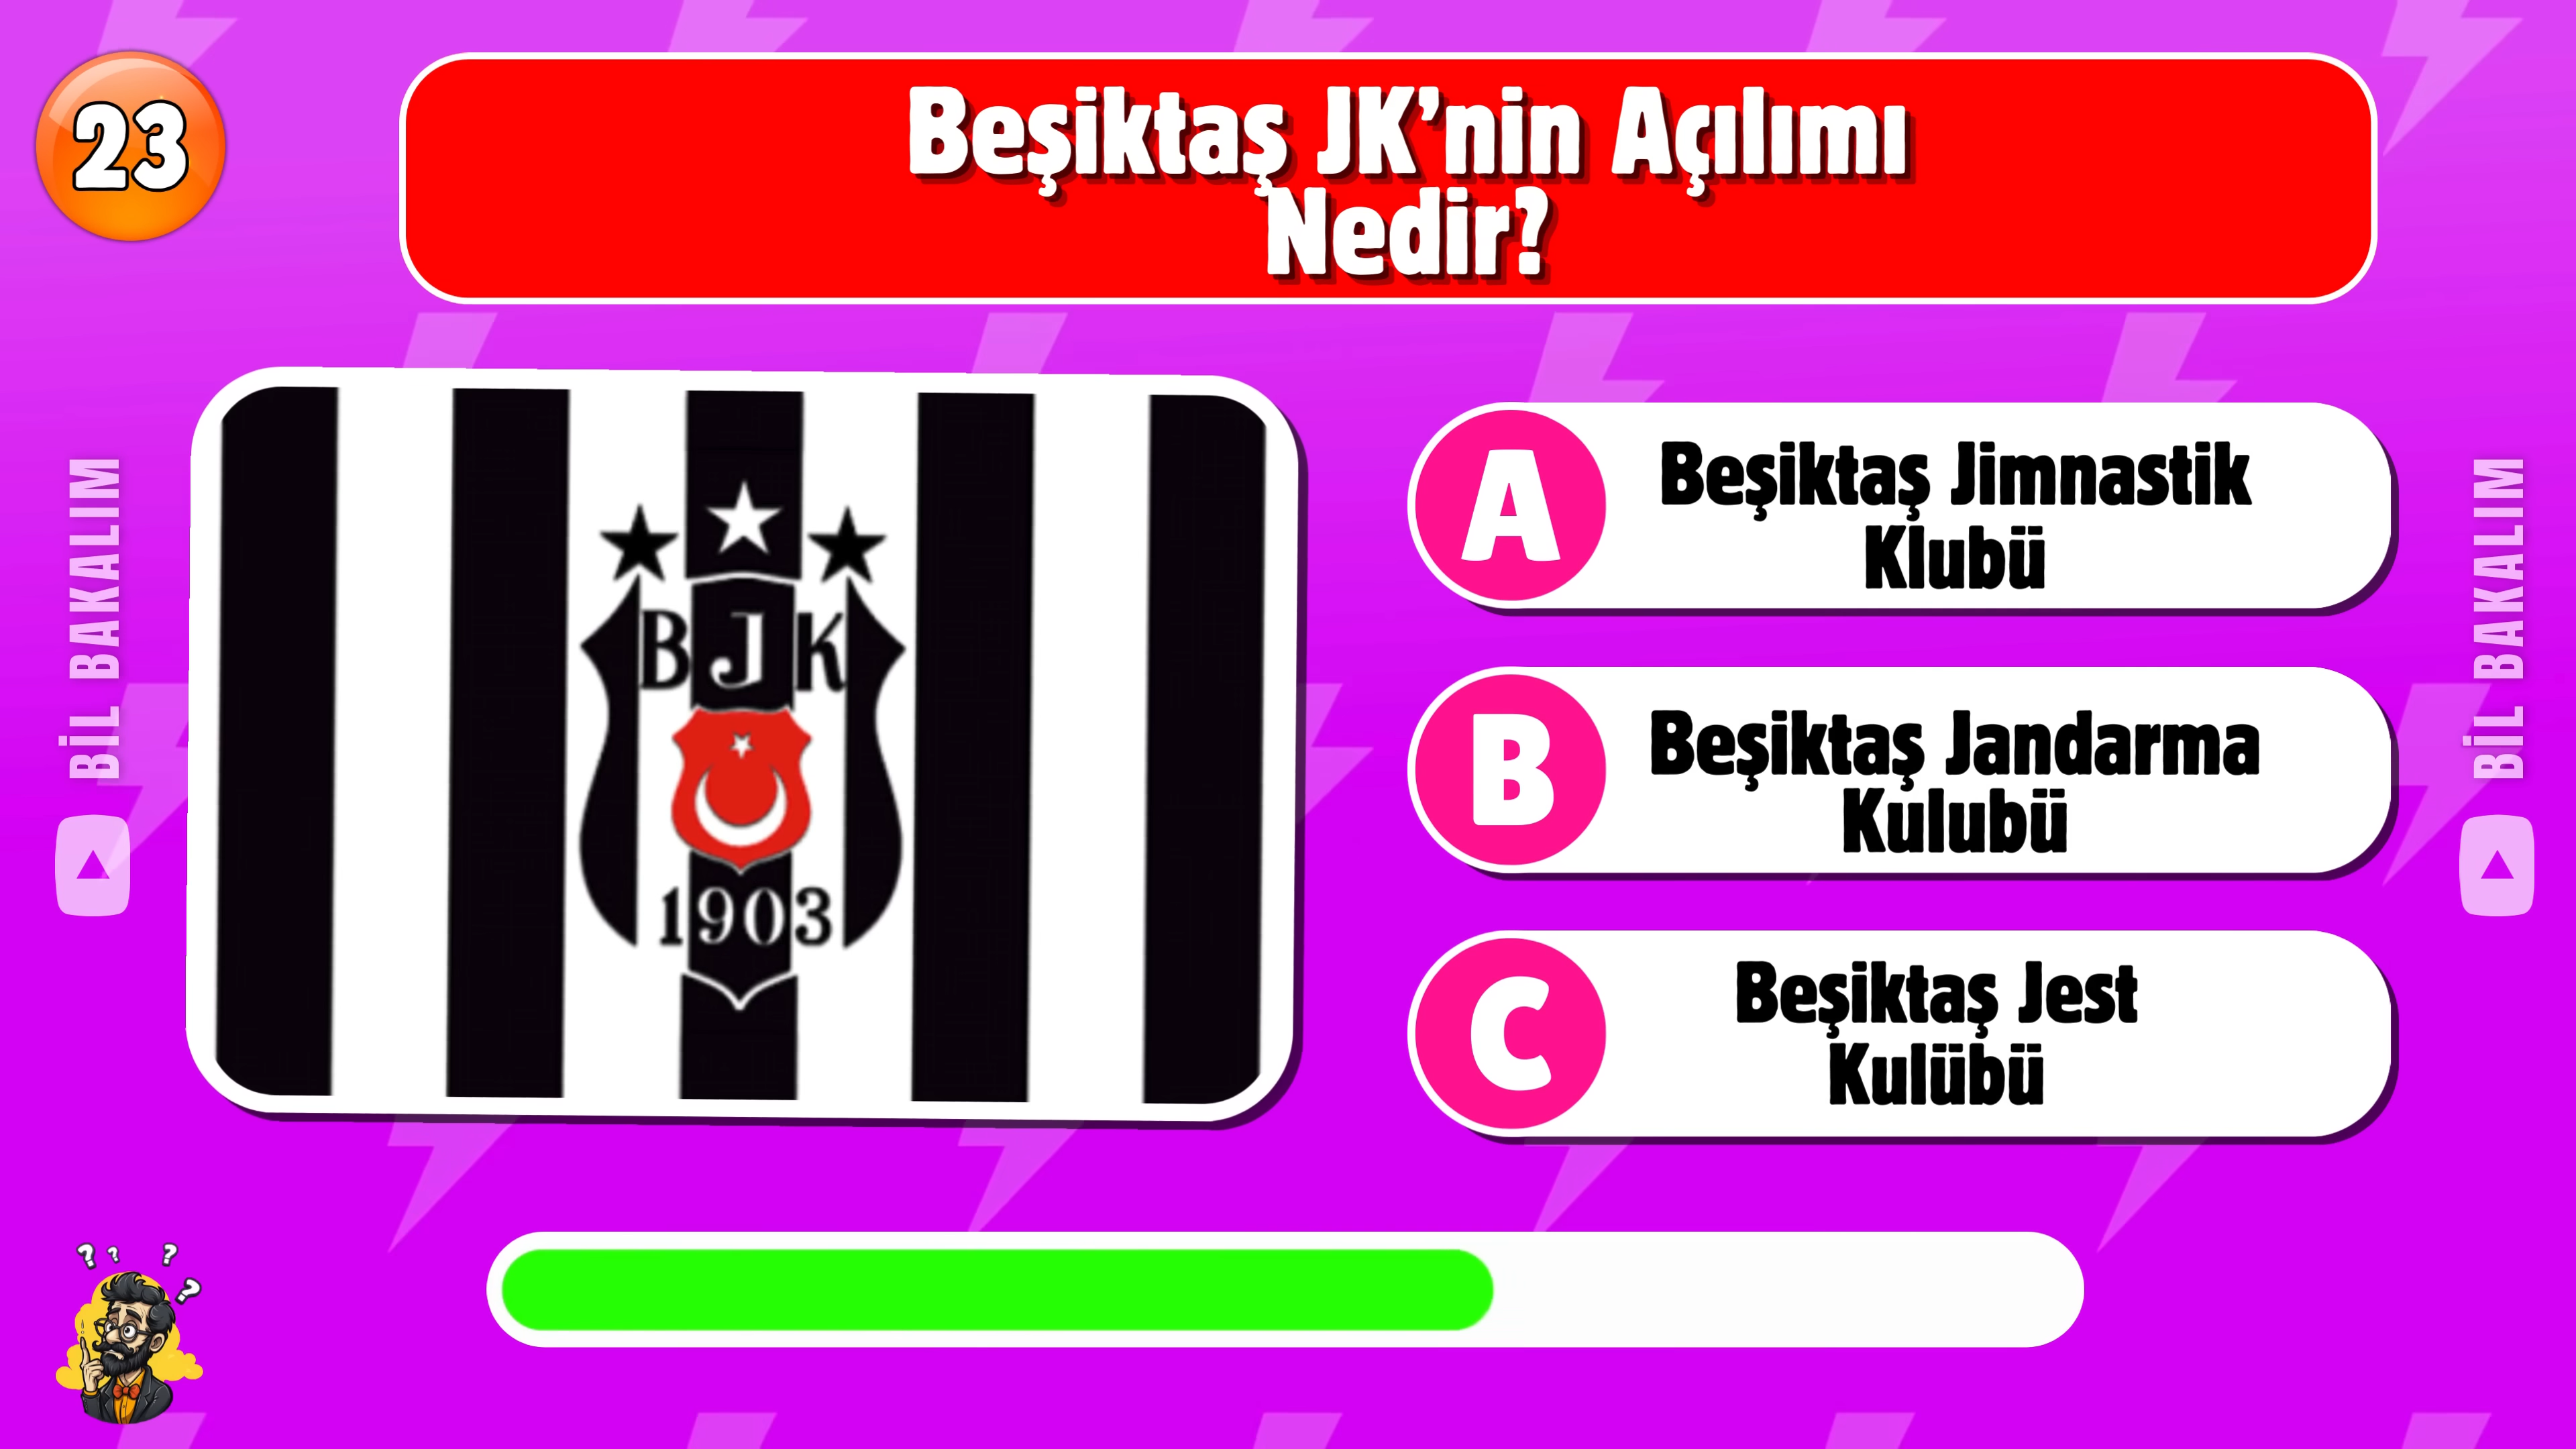 23
Beşiktaş JK’nin Açılımı
Nedir?
BİL BAKALIM
B J K
1903
A
Beşiktaş Jimnastik
Klubü
B
Beşiktaş Jandarma
Kulubü
C
Beşiktaş Jest
Kulübü
BİL BAKALIM
? ? ? ?